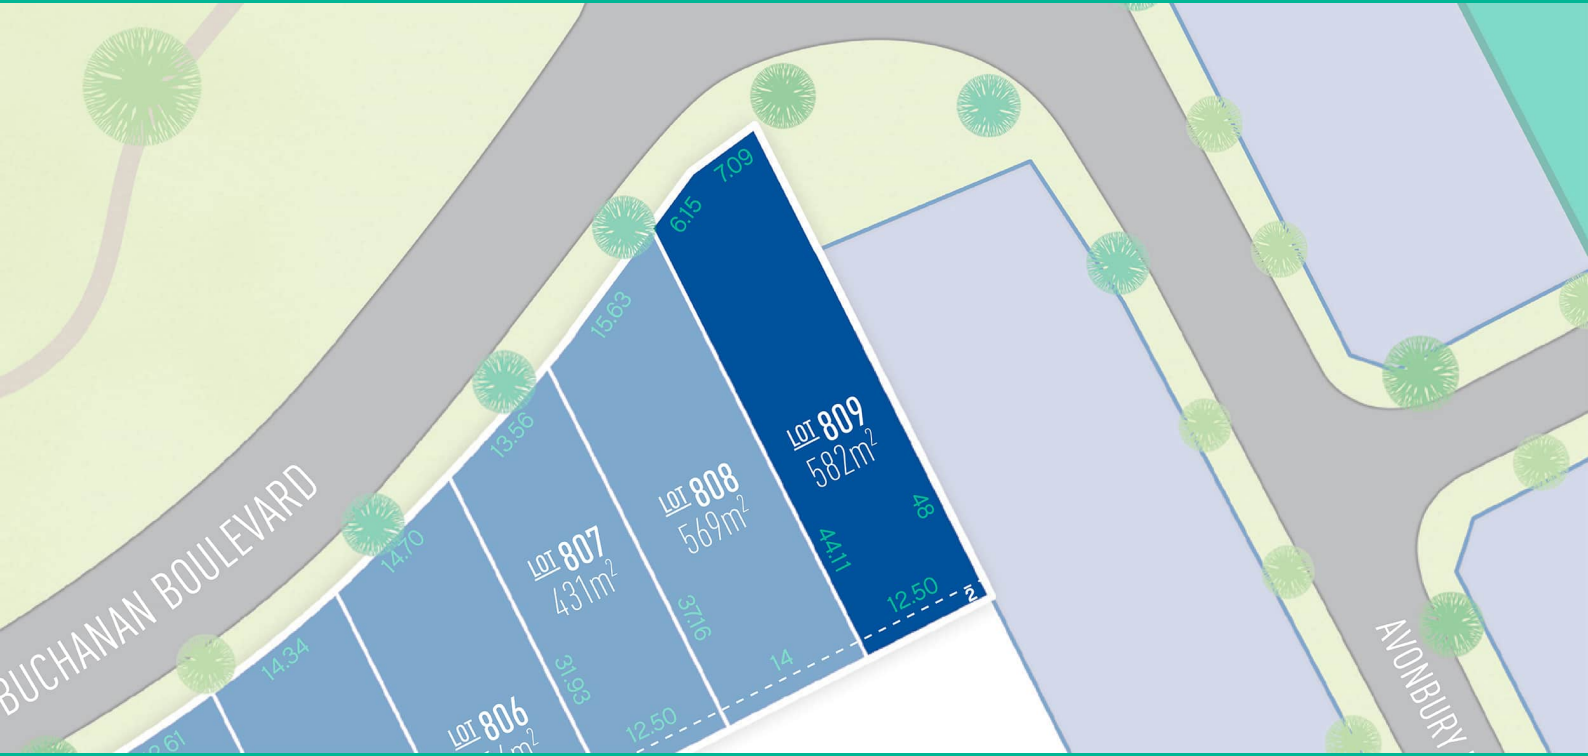 7.09
6.15
15.63
LOT 809
582m²
13.56
LOT 808
569m²
48
BUCHANAN BOULEVARD
14.70
LOT 807
431m²
44.11
12.50
2
37.16
14.34
14
AVONBURY
31.93
LOT 806
12.50